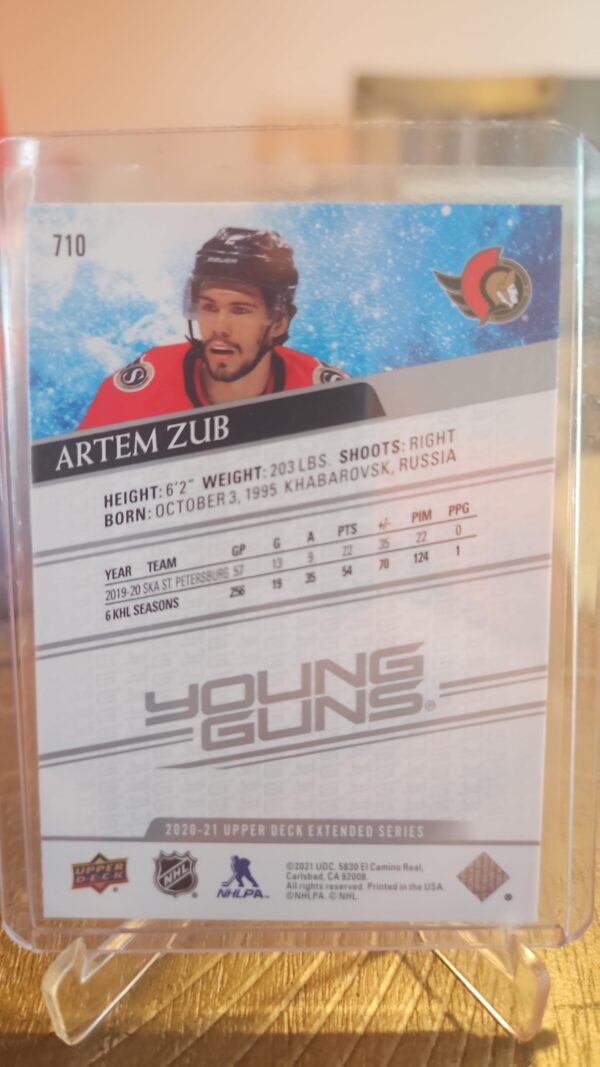 710
BAUER
ARTEM ZUB
HEIGHT: 6'2" WEIGHT: 203 LBS. SHOOTS: RIGHT
BORN: OCTOBER 3, 1995 KHABAROVSK, RUSSIA
YEAR TEAM GP G A PTS +/- PIM PPG
2019-20 SKA ST. PETERSBURG 57 13 9 22 35 22 0
6 KHL SEASONS 256 19 35 54 70 124 1
YOUNG
GUNS®
2020-21 UPPER DECK EXTENDED SERIES
UPPER
DECK
NHL
NHLPA
©2021 UDC. 5830 El Camino Real,
Carlsbad, CA 92008.
All rights reserved. Printed in the USA.
©NHLPA. © NHL.